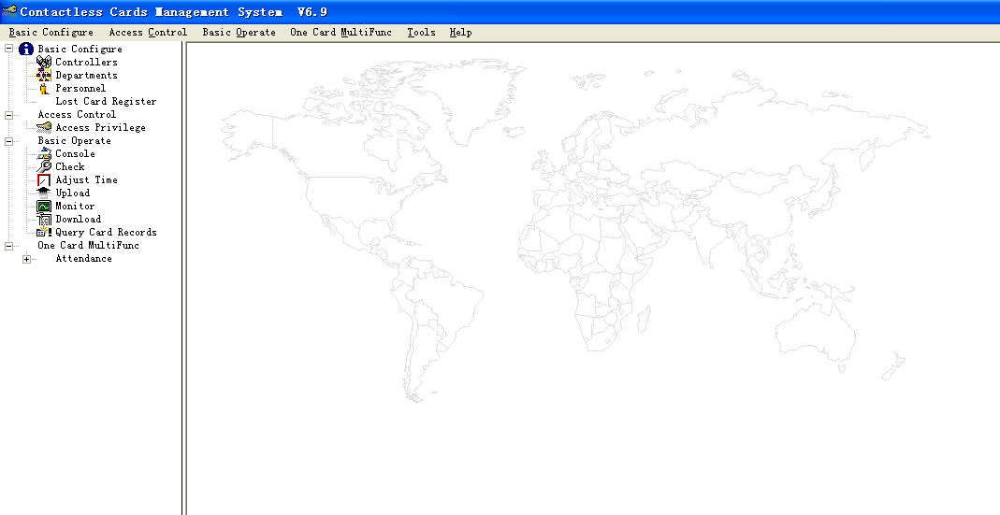 Contactless Cards Management System V6.9
Basic Configure Access Control Basic Operate One Card MultiFunc Tools Help
Basic Configure
Controllers
Departments
Personnel
Lost Card Register
Access Control
Access Privilege
Basic Operate
Console
Check
Adjust Time
Upload
Monitor
Download
Query Card Records
One Card MultiFunc
Attendance